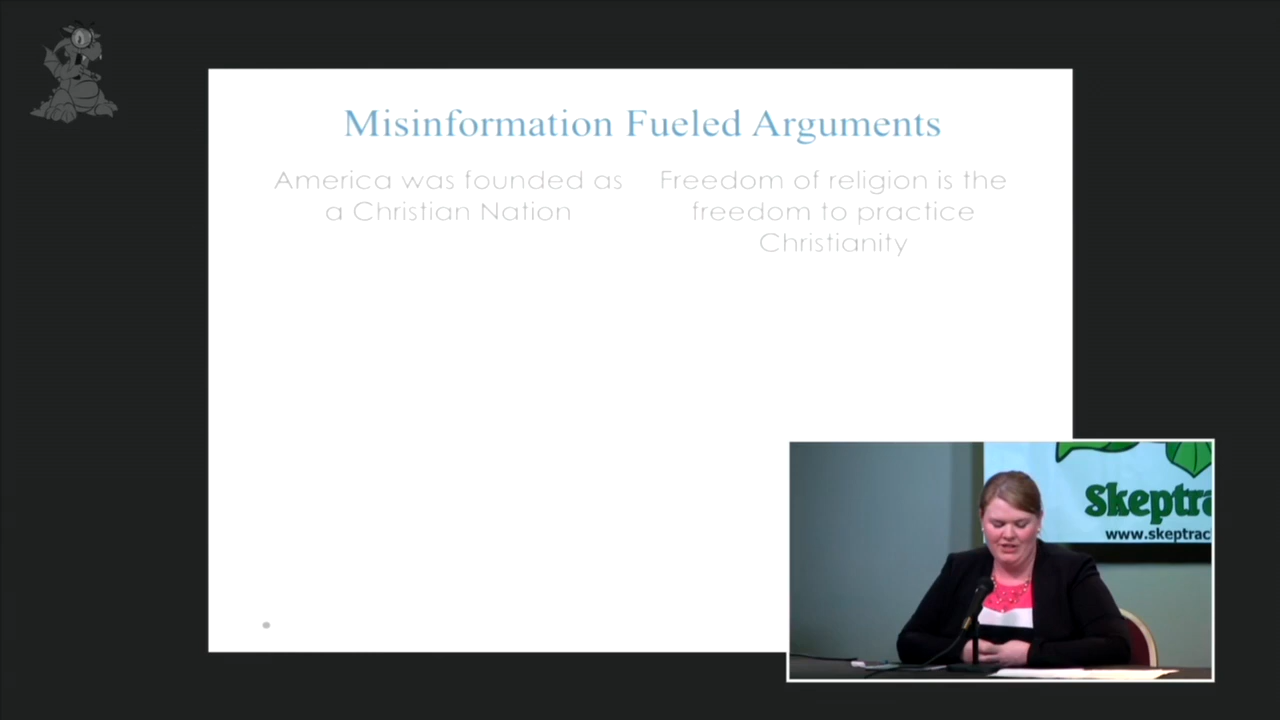 Misinformation Fueled Arguments
America was founded as
a Christian Nation
Freedom of religion is the
freedom to practice
Christianity
Skeptra
www.skeptrac